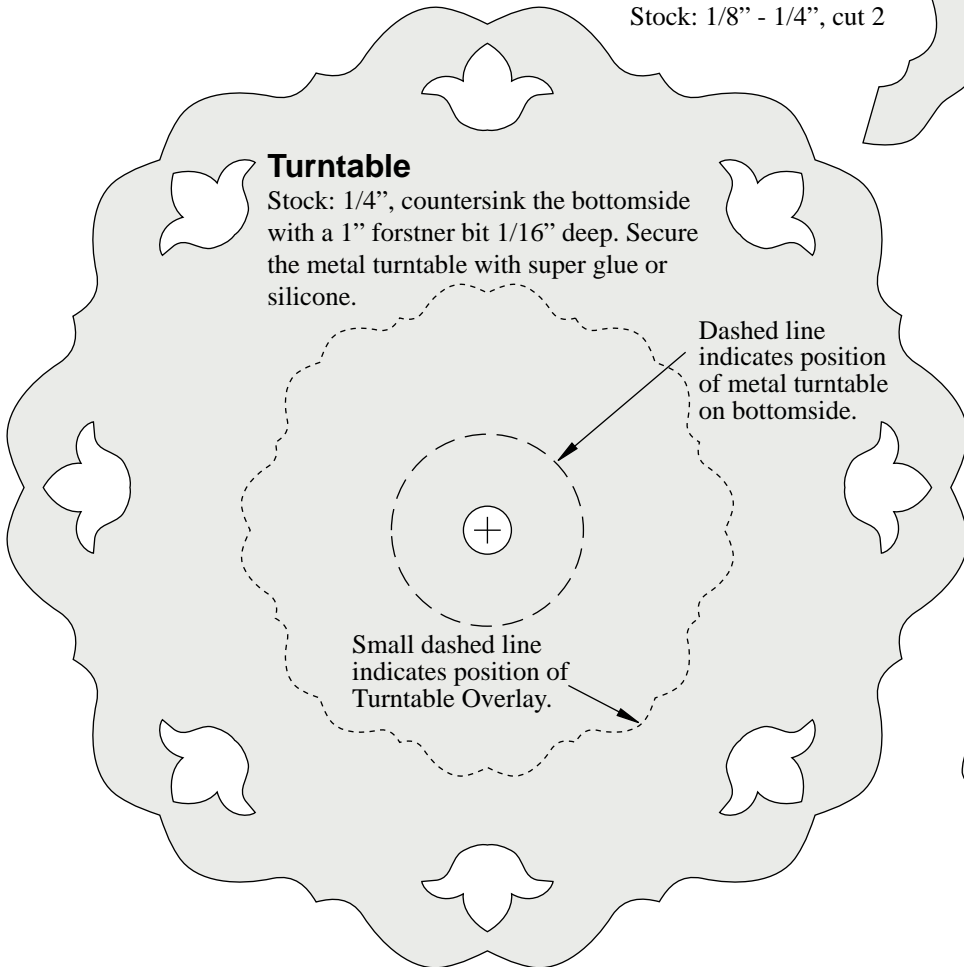 Stock: 1/8” - 1/4”, cut 2
Turntable
Stock: 1/4”, countersink the bottomside
with a 1” forstner bit 1/16” deep. Secure
the metal turntable with super glue or
silicone.
Dashed line
indicates position
of metal turntable
on bottomside.
Small dashed line
indicates position of
Turntable Overlay.